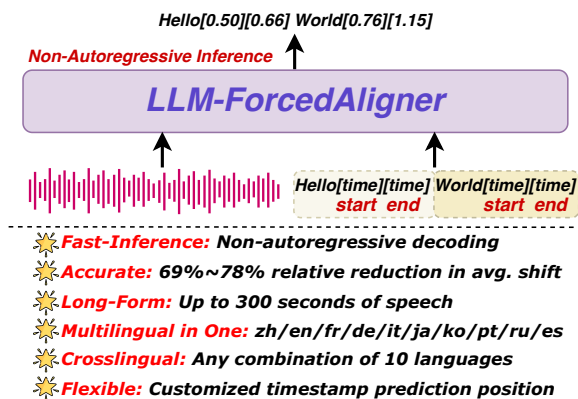 Hello[0.50][0.66] World[0.76][1.15]
Non-Autoregressive Inference
LLM-ForcedAligner
Hello[time][time] World[time][time]
start end start end
Fast-Inference: Non-autoregressive decoding
Accurate: 69%~78% relative reduction in avg. shift
Long-Form: Up to 300 seconds of speech
Multilingual in One: zh/en/fr/de/it/ja/ko/pt/ru/es
Crosslingual: Any combination of 10 languages
Flexible: Customized timestamp prediction position